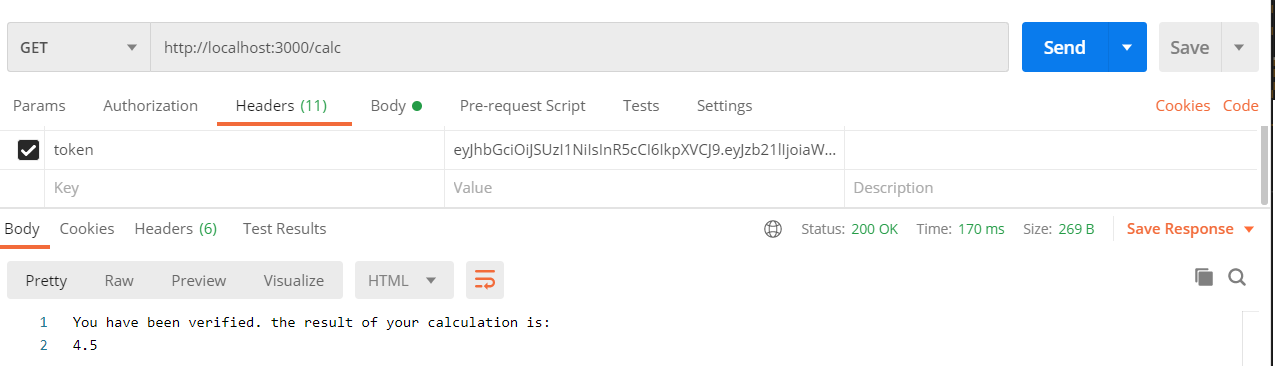 GET http://localhost:3000/calc Send Save
Params Authorization Headers (11) Body Pre-request Script Tests Settings Cookies Code
token eyJhbGciOiJSUzI1NiIsInR5cCI6IkpXVCJ9.eyJzb21lIjoiaW...
Key Value Description
Body Cookies Headers (6) Test Results Status: 200 OK Time: 170 ms Size: 269 B Save Response
Pretty Raw Preview Visualize HTML
1 You have been verified. the result of your calculation is:
2 4.5